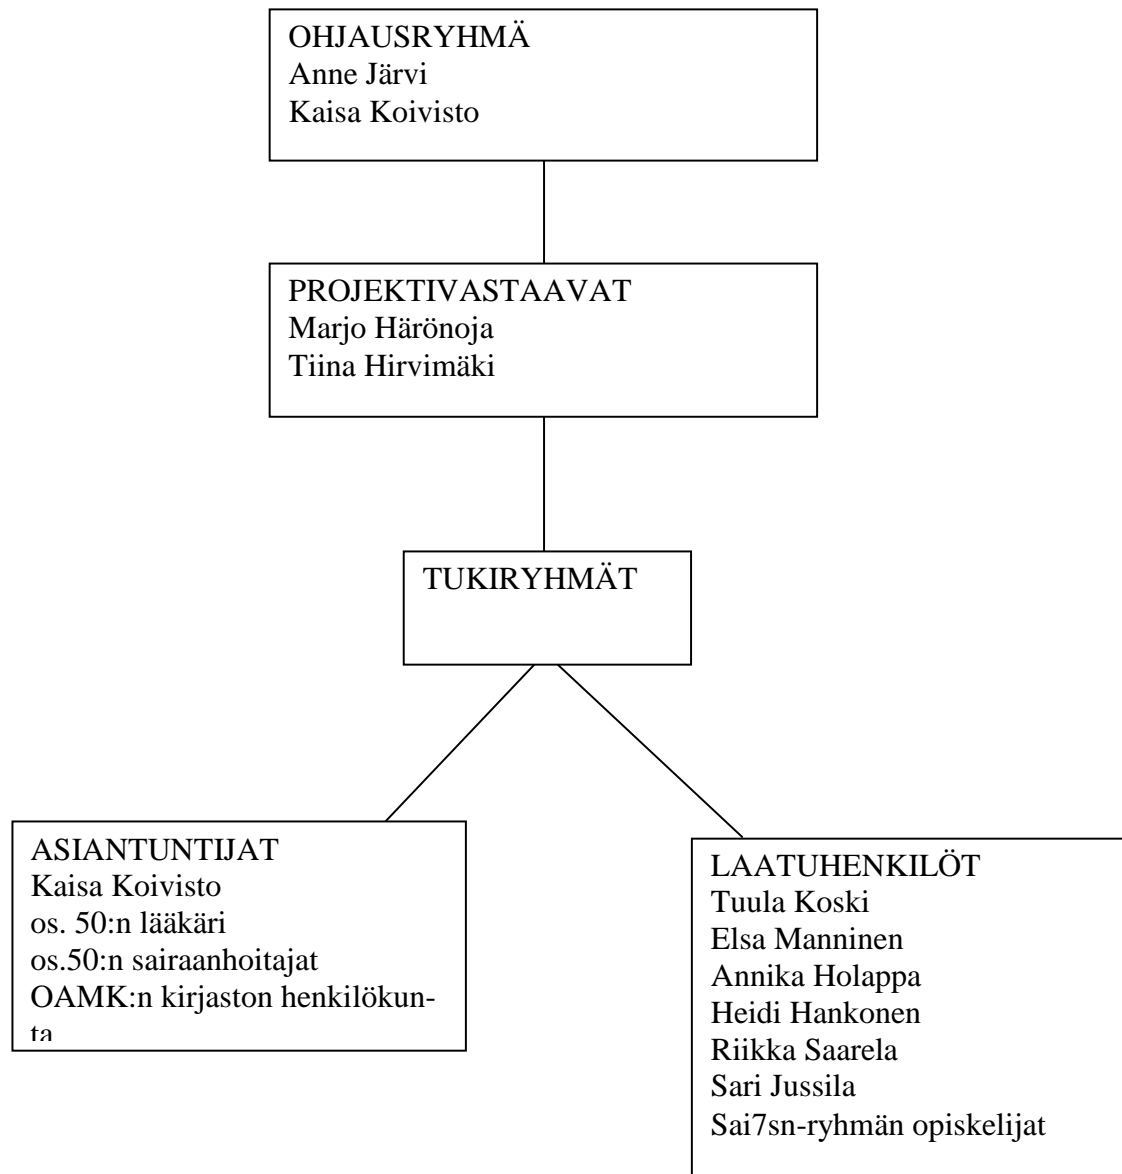 OHJAUSRYHMÄ
Anne Järvi
Kaisa Koivisto
PROJEKTIVASTAAVAT
Marjo Härönoja
Tiina Hirvimäki
TUKIRYHMÄT
ASIANTUNTIJAT
Kaisa Koivisto
os. 50:n lääkäri
os.50:n sairaanhoitajat
OAMK:n kirjaston henkilökun-
ta
LAATUHENKILÖT
Tuula Koski
Elsa Manninen
Annika Holappa
Heidi Hankonen
Riikka Saarela
Sari Jussila
Sai7sn-ryhmän opiskelijat